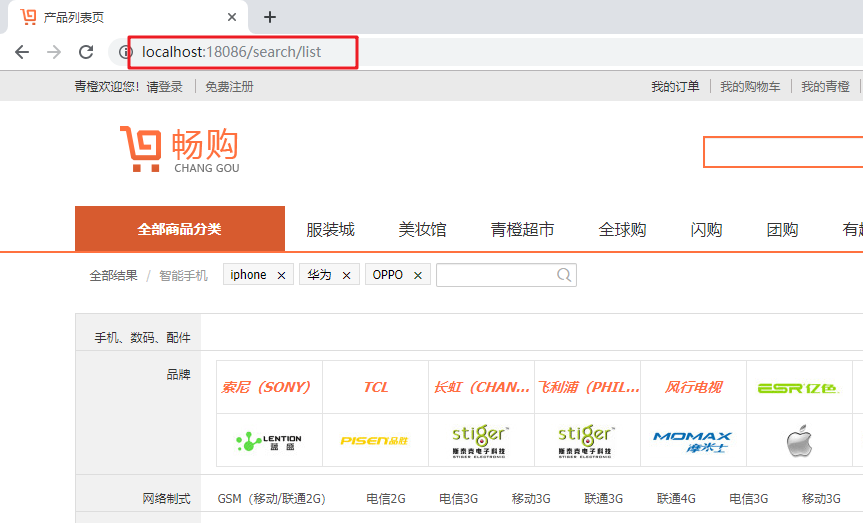 产品列表页
localhost:18086/search/list
青橙欢迎您！请登录 免费注册 我的订单 我的购物车 我的青橙
畅购
CHANG GOU
全部商品分类 服装城 美妆馆 青橙超市 全球购 闪购 团购 有趣
全部结果 / 智能手机 iphone × 华为 × OPPO ×
手机、数码、配件
品牌 索尼（SONY） TCL 长虹（CHAN... 飞利浦（PHIL... 风行电视 ESR亿色
LENTION 蓝盛 PISEN品胜 stiger 斯泰克电子科技 STIGER ELECTRONIC stiger 斯泰克电子科技 STIGER ELECTRONIC MOMAX 摩米士
网络制式 GSM（移动/联通2G） 电信2G 电信3G 移动3G 联通3G 联通4G 电信3G 移动3G